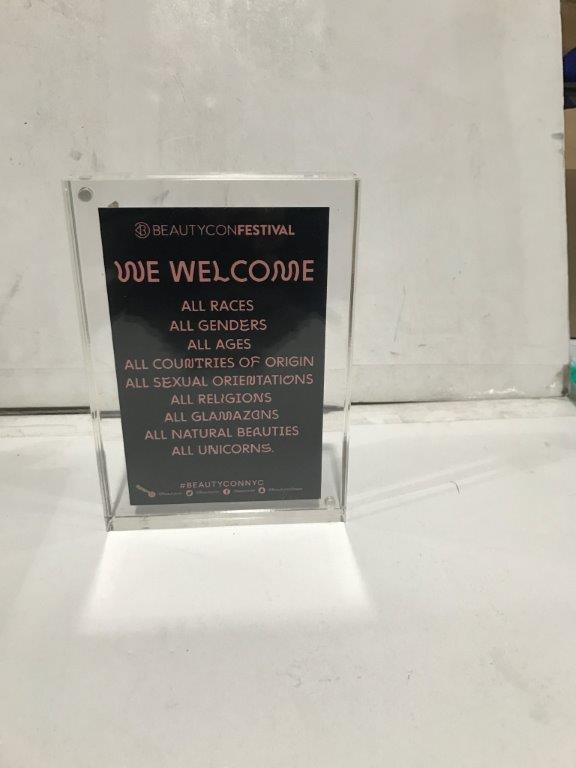 BEAUTYCONFESTIVAL
WE WELCOME
ALL RACES
ALL GENDERS
ALL AGES
ALL COUNTRIES OF ORIGIN
ALL SEXUAL ORIENTATIONS
ALL RELIGIONS
ALL GLAMAZONS
ALL NATURAL BEAUTIES
ALL UNICORNS.
#BEAUTYCONNYC